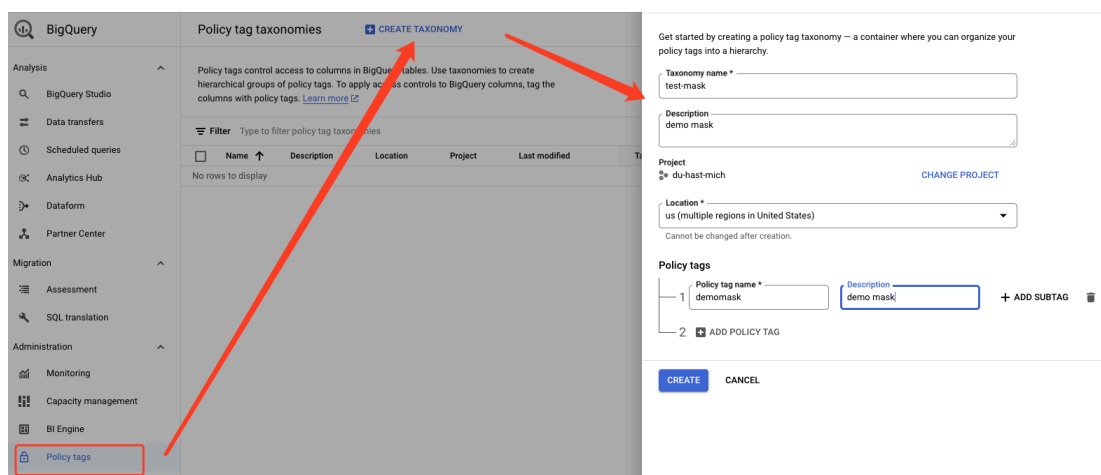 BigQuery
Analysis
BigQuery Studio
Data transfers
Scheduled queries
Analytics Hub
Dataform
Partner Center
Migration
Assessment
SQL translation
Administration
Monitoring
Capacity management
BI Engine
Policy tags
Policy tag taxonomies
CREATE TAXONOMY
Policy tags control access to columns in BigQuery tables. Use taxonomies to create
hierarchical groups of policy tags. To apply access controls to BigQuery columns, tag the
columns with policy tags. Learn more
Filter Type to filter policy tag taxonomies
Name Description Location Project Last modified
No rows to display
Get started by creating a policy tag taxonomy — a container where you can organize your
policy tags into a hierarchy.
Taxonomy name *
test-mask
Description
demo mask
Project
du-hast-mich CHANGE PROJECT
Location *
us (multiple regions in United States)
Cannot be changed after creation.
Policy tags
Policy tag name * Description
1 demomask demo mask ADD SUBTAG
2 ADD POLICY TAG
CREATE CANCEL